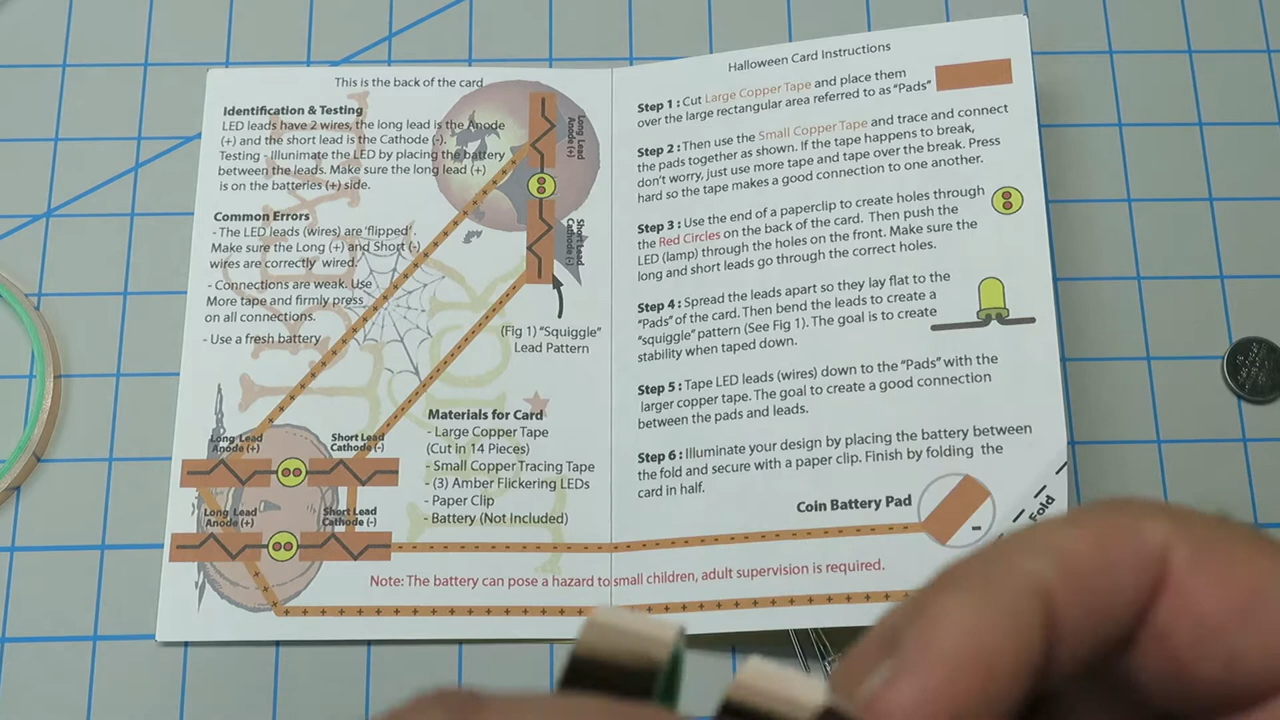 This is the back of the card
Identification & Testing
LED leads have 2 wires, the long lead is the Anode
(+) and the short lead is the Cathode (-).
Testing - Illunimate the LED by placing the battery
between the leads. Make sure the long lead (+)
is on the batteries (+) side.
Common Errors
- The LED leads (wires) are 'flipped'.
Make sure the Long (+) and Short (-)
wires are correctly wired.
- Connections are weak. Use
More tape and firmly press
on all connections.
- Use a fresh battery
Long Lead
Anode (+)
Short Lead
Cathode (-)
(Fig 1) "Squiggle"
Lead Pattern
Materials for Card
- Large Copper Tape
(Cut in 14 Pieces)
- Small Copper Tracing Tape
- (3) Amber Flickering LEDs
- Paper Clip
- Battery (Not Included)
Long Lead
Anode (+)
Short Lead
Cathode (-)
Long Lead
Anode (+)
Short Lead
Cathode (-)
Halloween Card Instructions
Step 1 : Cut Large Copper Tape and place them
over the large rectangular area referred to as "Pads"
Step 2 : Then use the Small Copper Tape and trace and connect
the pads together as shown. If the tape happens to break,
don't worry, just use more tape and tape over the break. Press
hard so the tape makes a good connection to one another.
Step 3 : Use the end of a paperclip to create holes through
the Red Circles on the back of the card. Then push the
LED (lamp) through the holes on the front. Make sure the
long and short leads go through the correct holes.
Step 4 : Spread the leads apart so they lay flat to the
"Pads" of the card. Then bend the leads to create a
"squiggle" pattern (See Fig 1). The goal is to create
stability when taped down.
Step 5 : Tape LED leads (wires) down to the "Pads" with the
larger copper tape. The goal to create a good connection
between the pads and leads.
Step 6 : Illuminate your design by placing the battery between
the fold and secure with a paper clip. Finish by folding the
card in half.
Coin Battery Pad
-
Fold
Note: The battery can pose a hazard to small children, adult supervision is required.